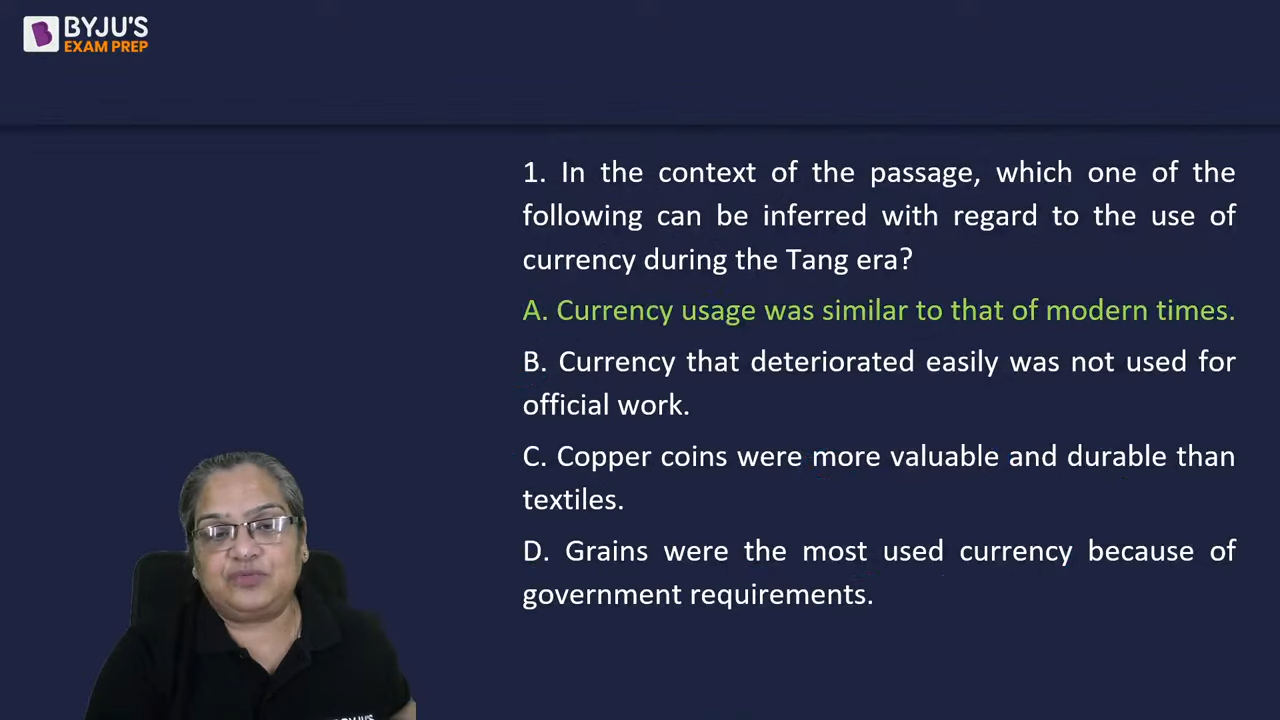 BYJU'S
EXAM PREP
1. In the context of the passage, which one of the
following can be inferred with regard to the use of
currency during the Tang era?
A. Currency usage was similar to that of modern times.
B. Currency that deteriorated easily was not used for
official work.
C. Copper coins were more valuable and durable than
textiles.
D. Grains were the most used currency because of
government requirements.